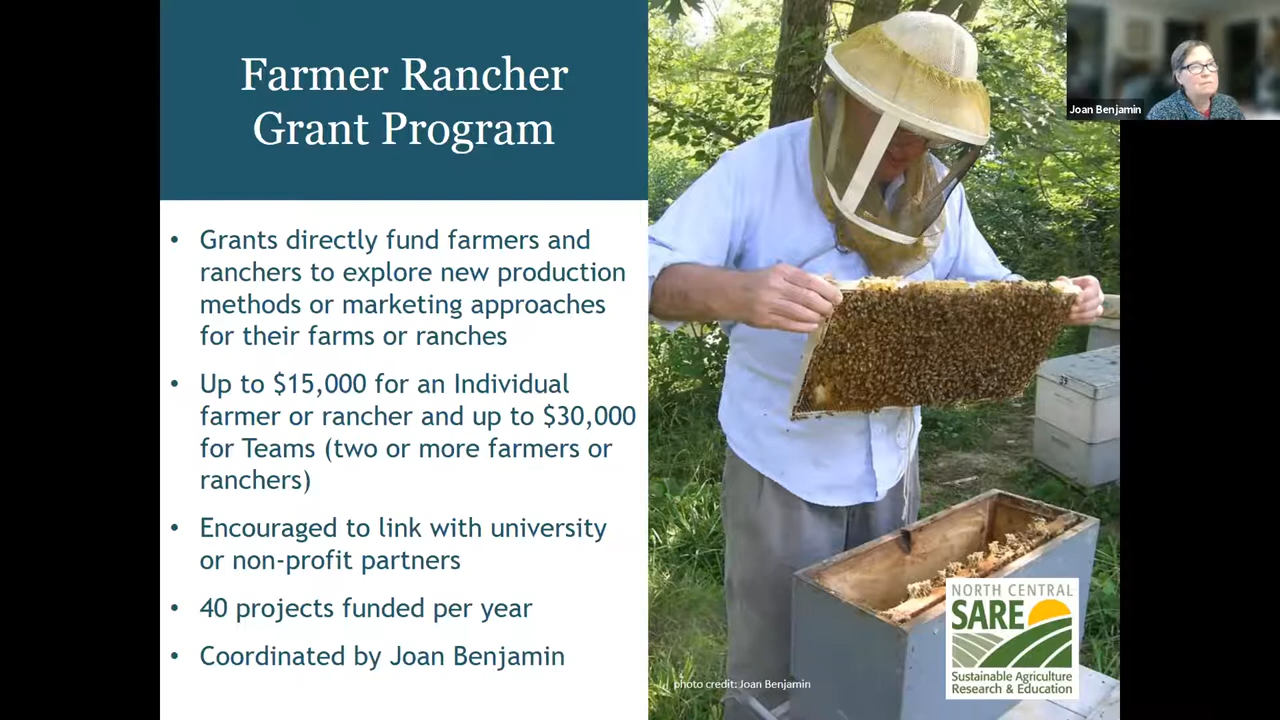 Farmer Rancher
Grant Program
• Grants directly fund farmers and
ranchers to explore new production
methods or marketing approaches
for their farms or ranches
• Up to $15,000 for an Individual
farmer or rancher and up to $30,000
for Teams (two or more farmers or
ranchers)
• Encouraged to link with university
or non-profit partners
• 40 projects funded per year
• Coordinated by Joan Benjamin
Joan Benjamin
39
NORTH CENTRAL
SARE
Sustainable Agriculture
Research & Education
photo credit: Joan Benjamin